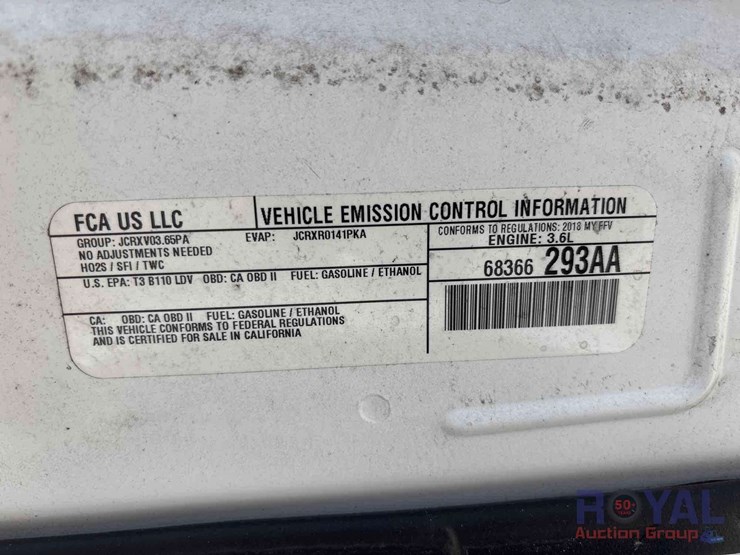 FCA US LLC
VEHICLE EMISSION CONTROL INFORMATION
GROUP: JCRXV03.65PA EVAP: JCRXR0141PKA
NO ADJUSTMENTS NEEDED
HO2S / SFI / TWC
CONFORMS TO REGULATIONS: 2018 MY FFV
ENGINE: 3.6L
U.S. EPA: T3 B110 LDV OBD: CA OBD II FUEL: GASOLINE / ETHANOL
68366 293AA
CA: OBD: CA OBD II FUEL: GASOLINE / ETHANOL
THIS VEHICLE CONFORMS TO FEDERAL REGULATIONS
AND IS CERTIFIED FOR SALE IN CALIFORNIA
50
ROYAL
Auction Group